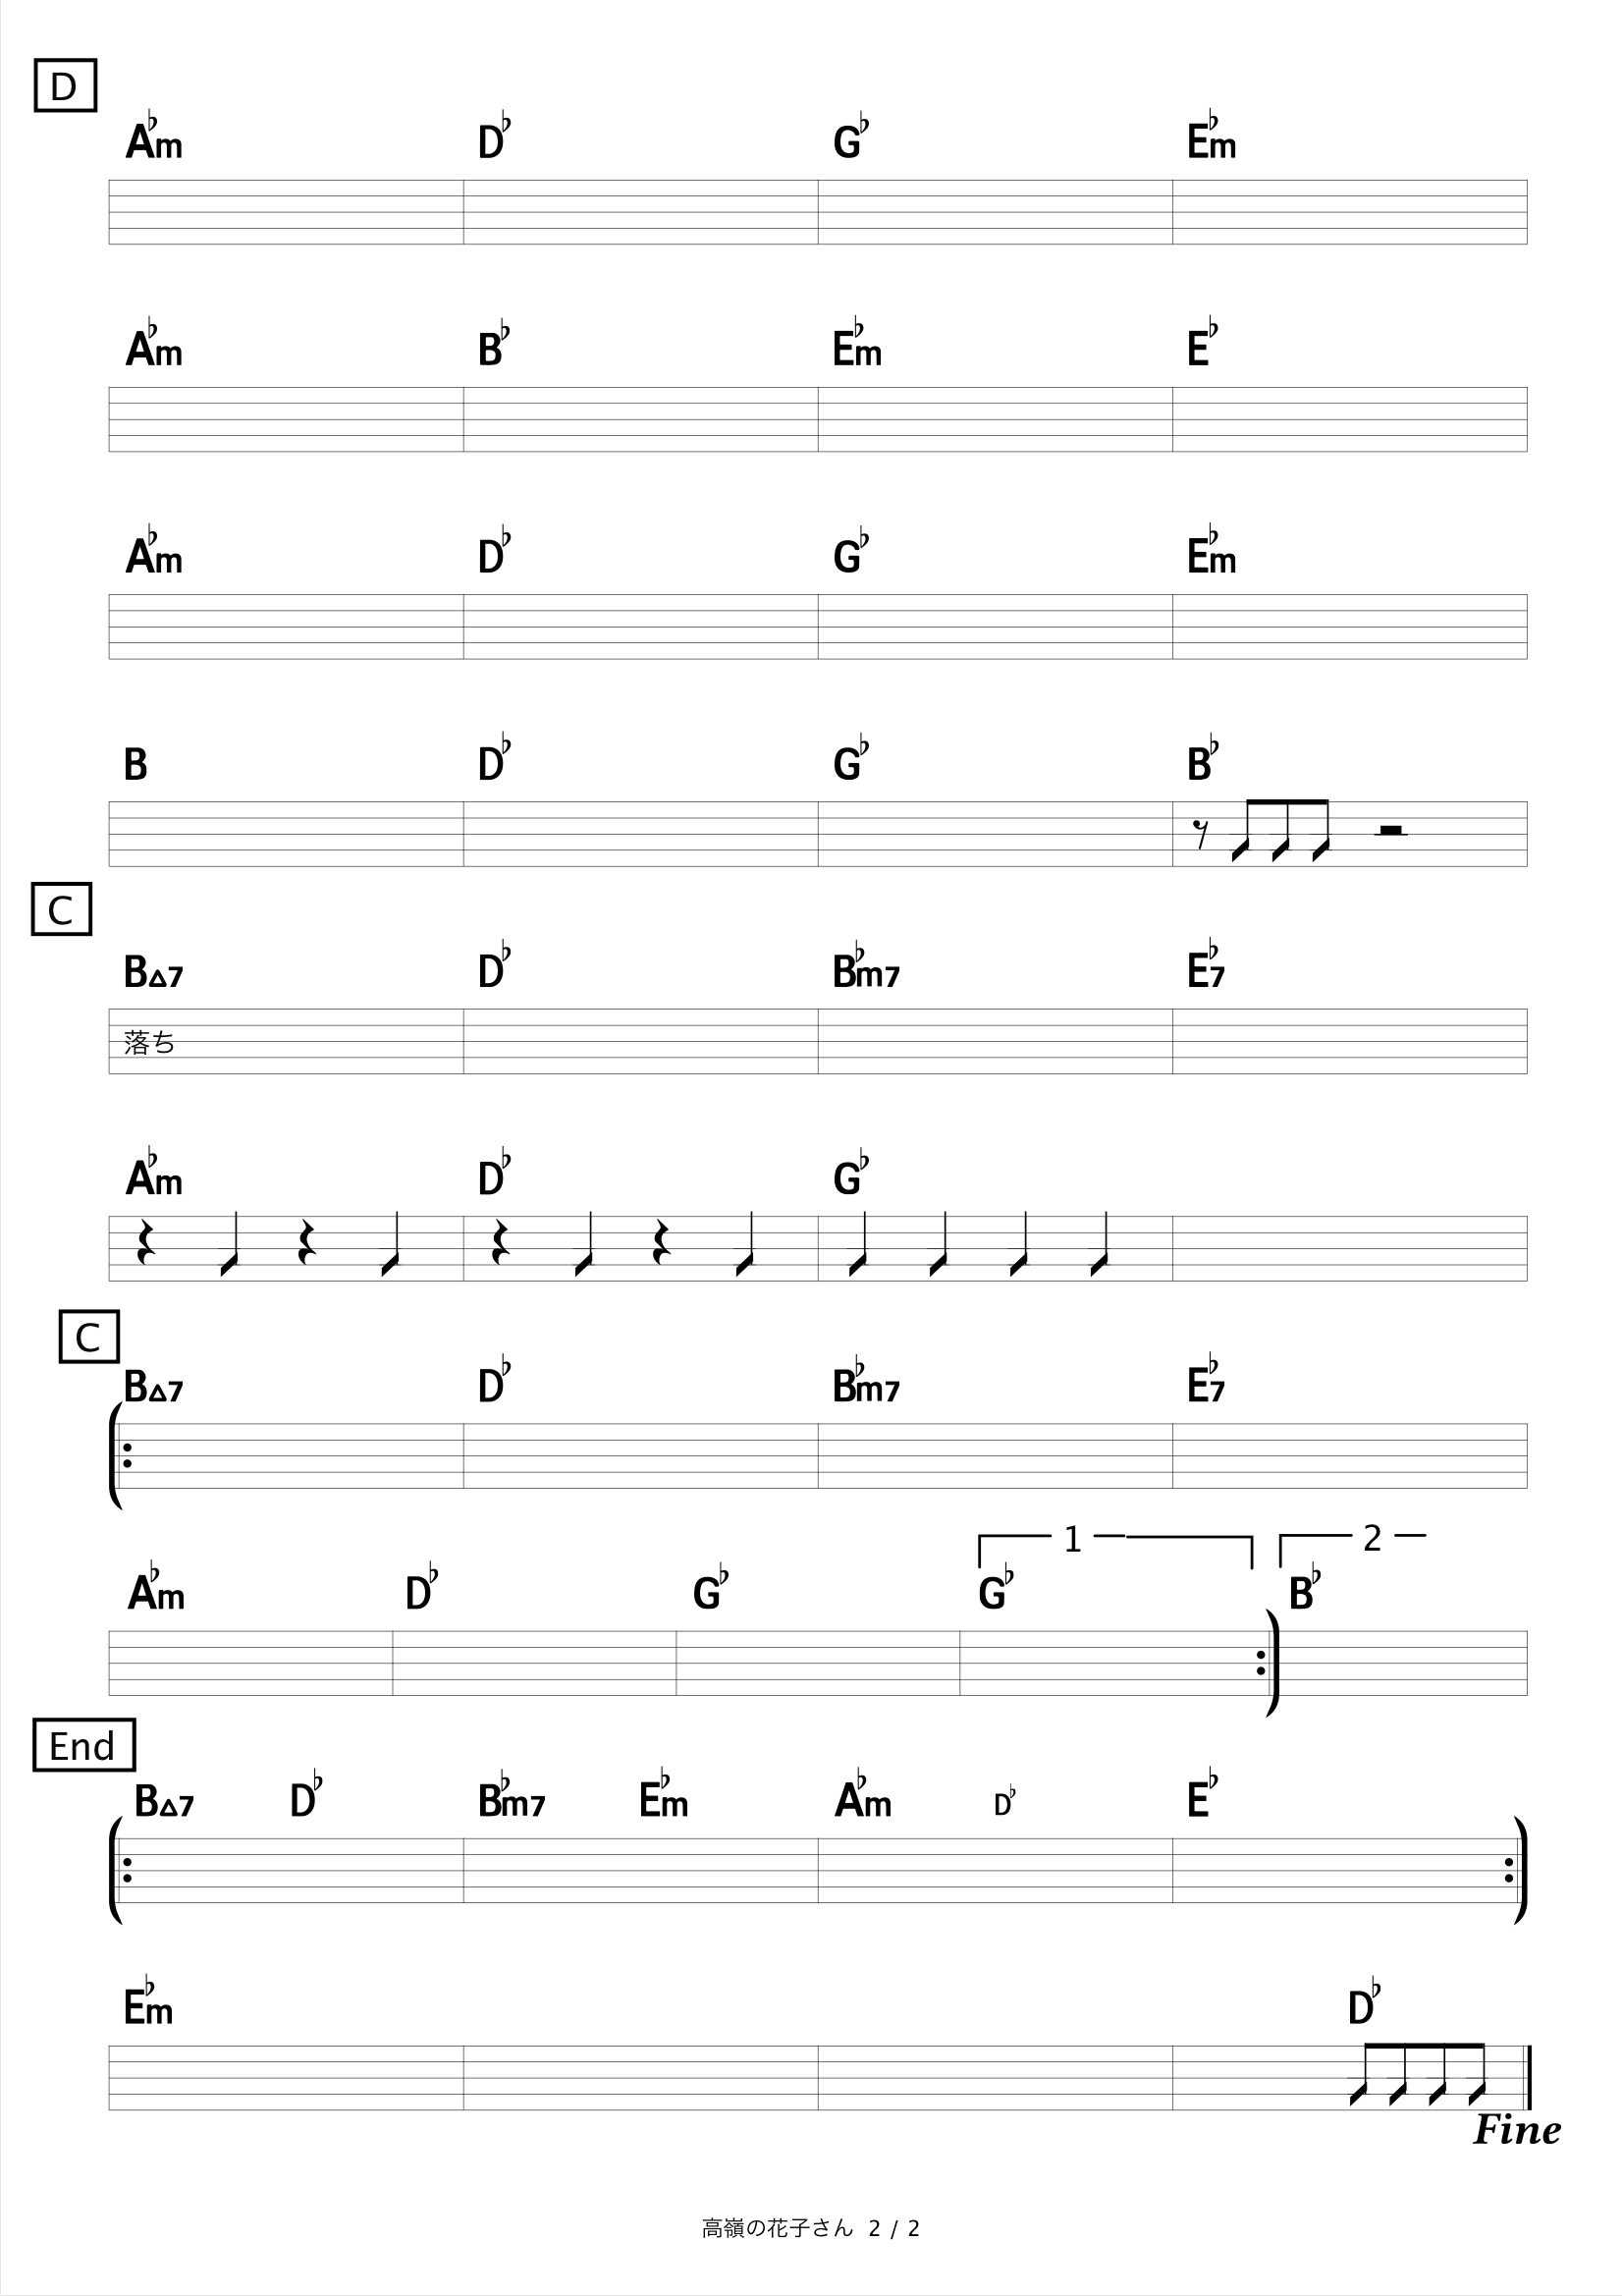 D
A♭m D♭ G♭ E♭m
A♭m B♭ E♭m E♭
A♭m D♭ G♭ E♭m
B D♭ G♭ B♭
C
B△7 D♭ B♭m7 E♭7
落ち
A♭m D♭ G♭
C
B△7 D♭ B♭m7 E♭7
1 2
A♭m D♭ G♭ G♭ B♭
End
B△7 D♭ B♭m7 E♭m A♭m D♭ E♭
E♭m D♭
Fine
高嶺の花子さん 2 / 2